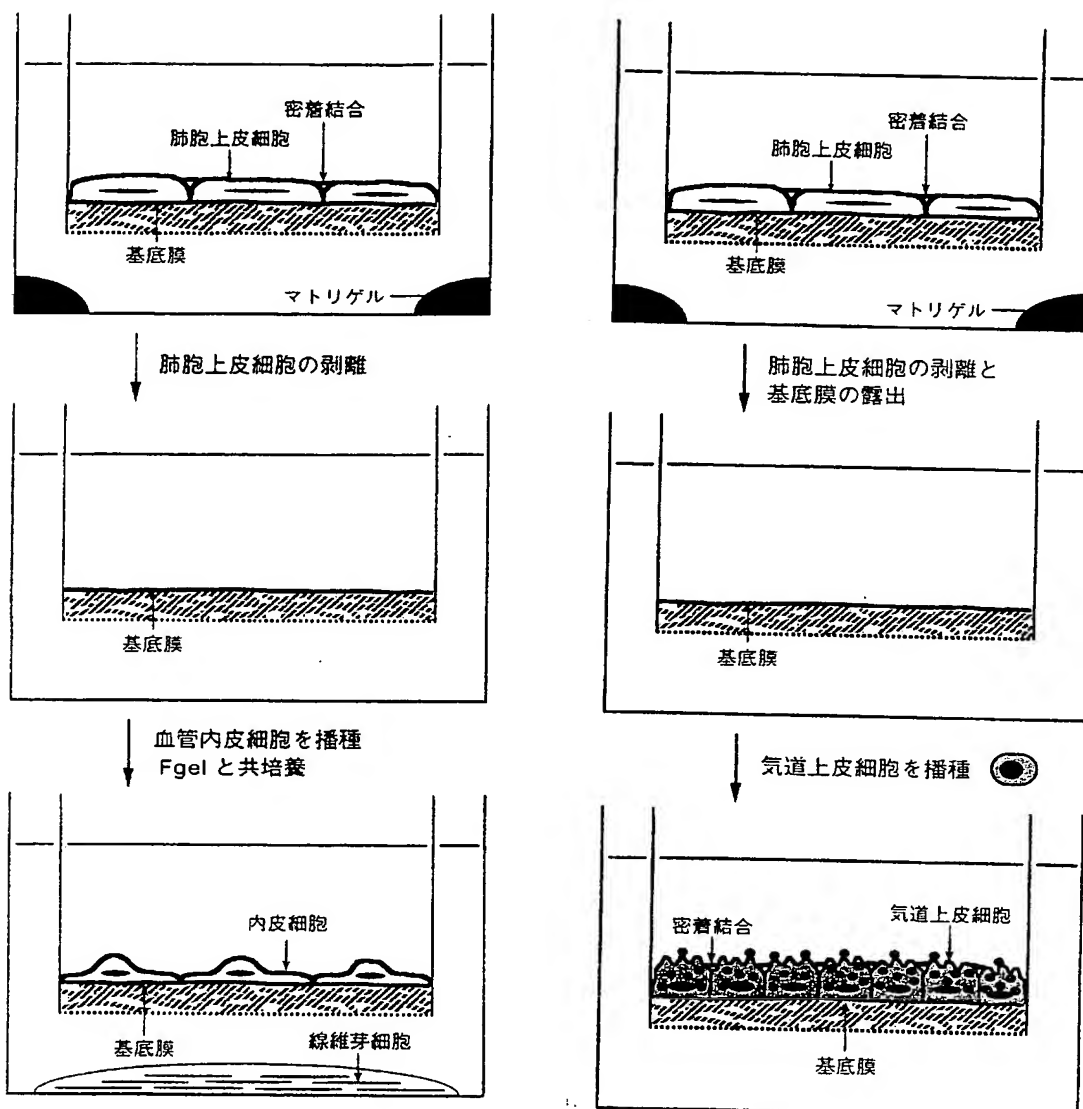 密着結合
肺胞上皮細胞
基底膜
マトリゲル
肺胞上皮細胞の剥離
基底膜
血管内皮細胞を播種
Fgel と共培養
内皮細胞
基底膜
線維芽細胞
密着結合
肺胞上皮細胞
基底膜
マトリゲル
肺胞上皮細胞の剥離と
基底膜の露出
基底膜
気道上皮細胞を播種
密着結合
気道上皮細胞
基底膜